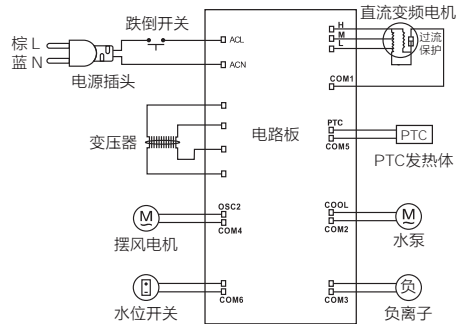 跌倒开关
棕 L
蓝 N
电源插头
ACL
ACN
变压器
电路板
OSC2
COM4
M
摆风电机
水位开关
COM6
直流变频电机
H
M
L
过流
保护
COM1
PTC
COM5
PTC
PTC发热体
COOL
COM2
M
水泵
COM3
负
负离子